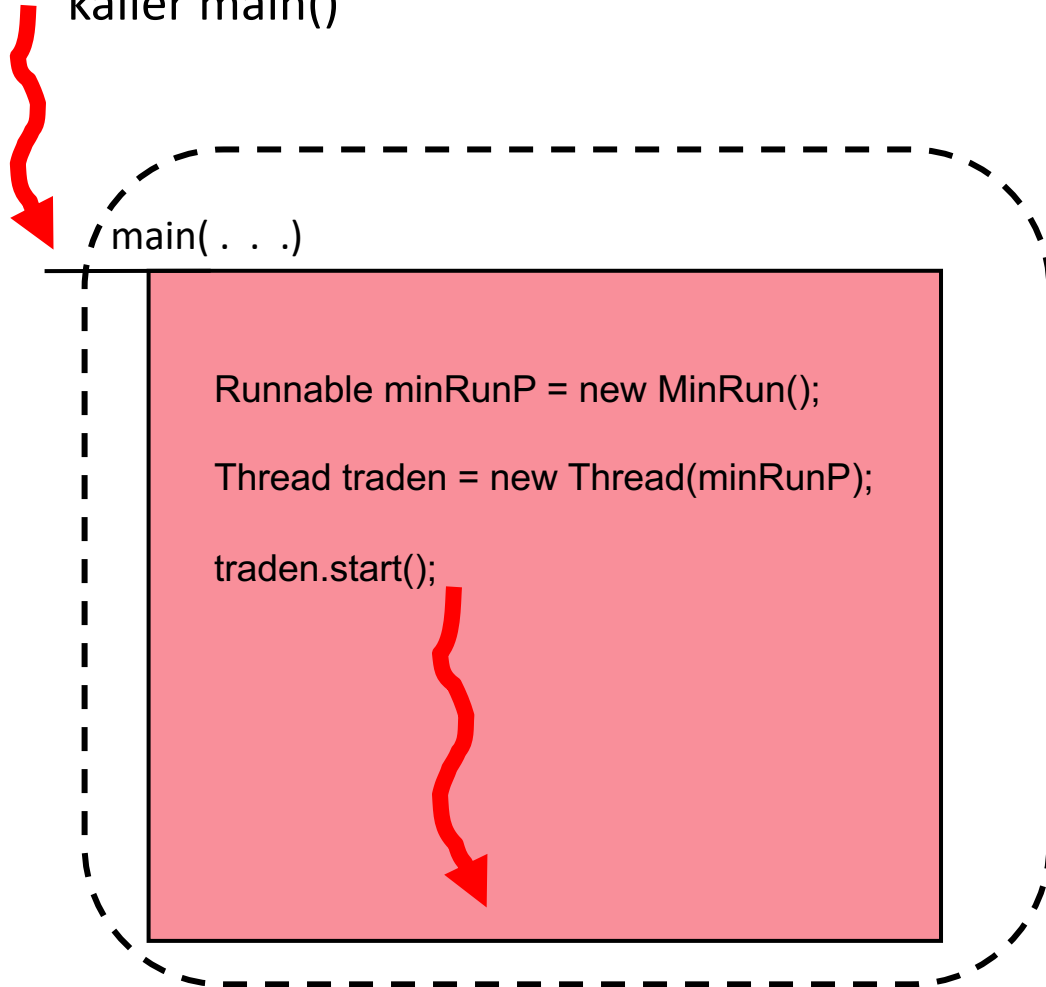 kaller main()
main( . . .)
Runnable minRunP = new MinRun();
Thread traden = new Thread(minRunP);
traden.start();